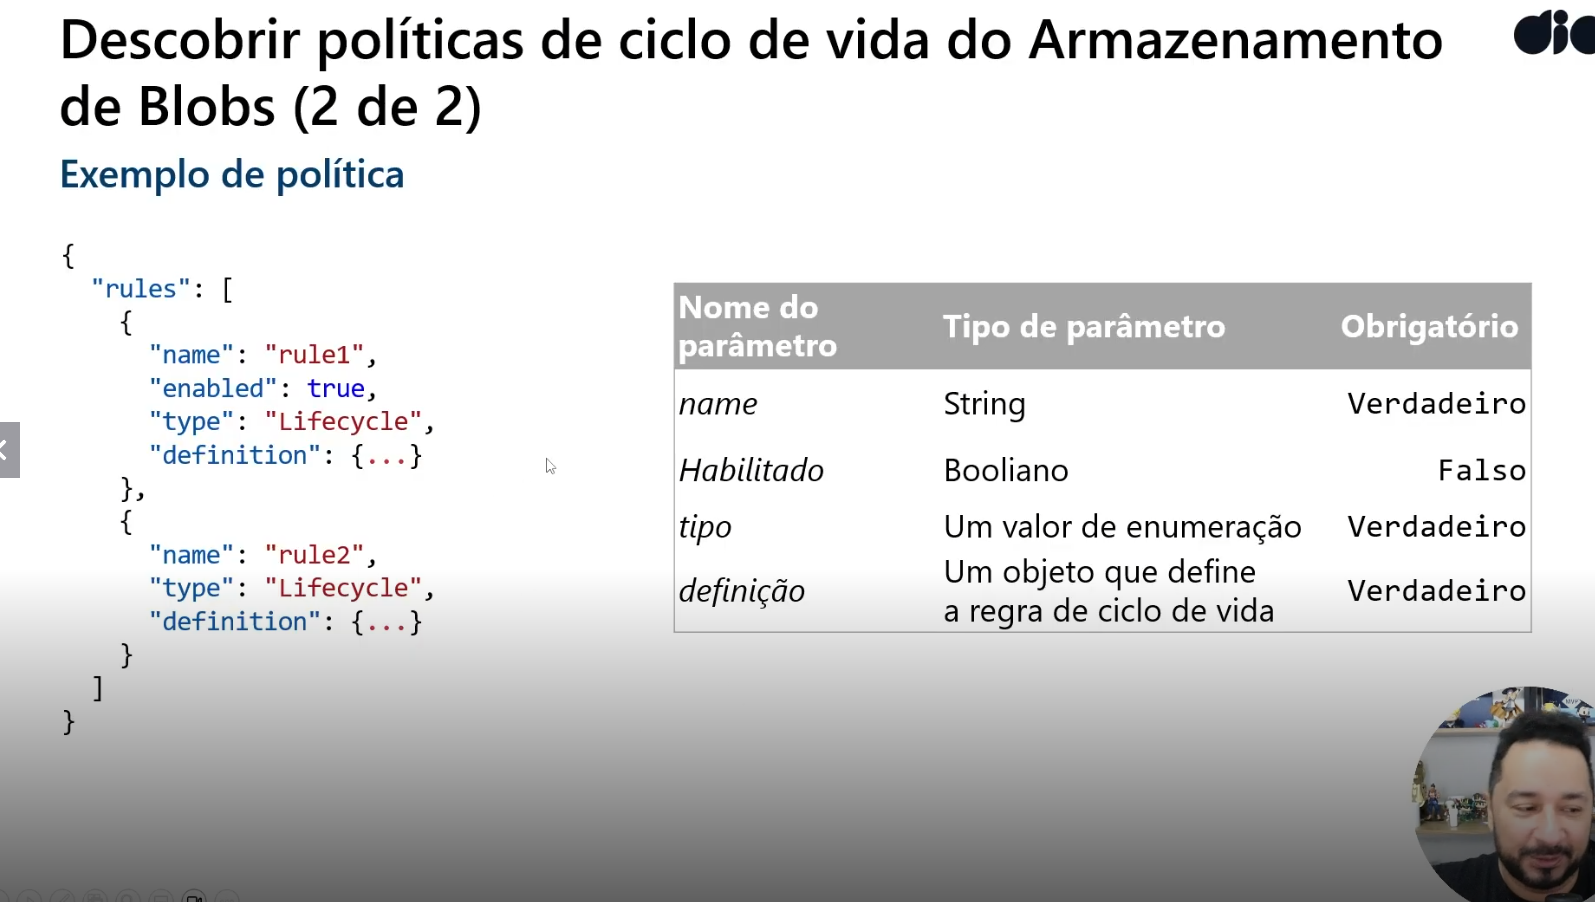 Descobrir políticas de ciclo de vida do Armazenamento
de Blobs (2 de 2)
dio
Exemplo de política
{
"rules": [
{
"name": "rule1",
"enabled": true,
"type": "Lifecycle",
"definition": {...}
},
{
"name": "rule2",
"type": "Lifecycle",
"definition": {...}
}
]
}
Nome do
parâmetro
Tipo de parâmetro
Obrigatório
name
String
Verdadeiro
Habilitado
Booliano
Falso
tipo
Um valor de enumeração
Verdadeiro
definição
Um objeto que define
a regra de ciclo de vida
Verdadeiro